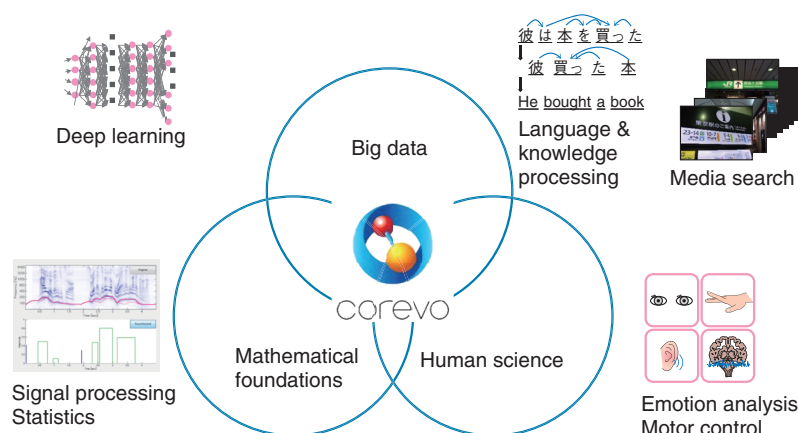 Deep learning
彼 は 本 を 買 っ た
彼 買 っ た 本
He bought a book
Language &
knowledge
processing
JR
Media search
Big data
corevo
Mathematical
foundations
Human science
Signal processing
Statistics
Emotion analysis
Motor control